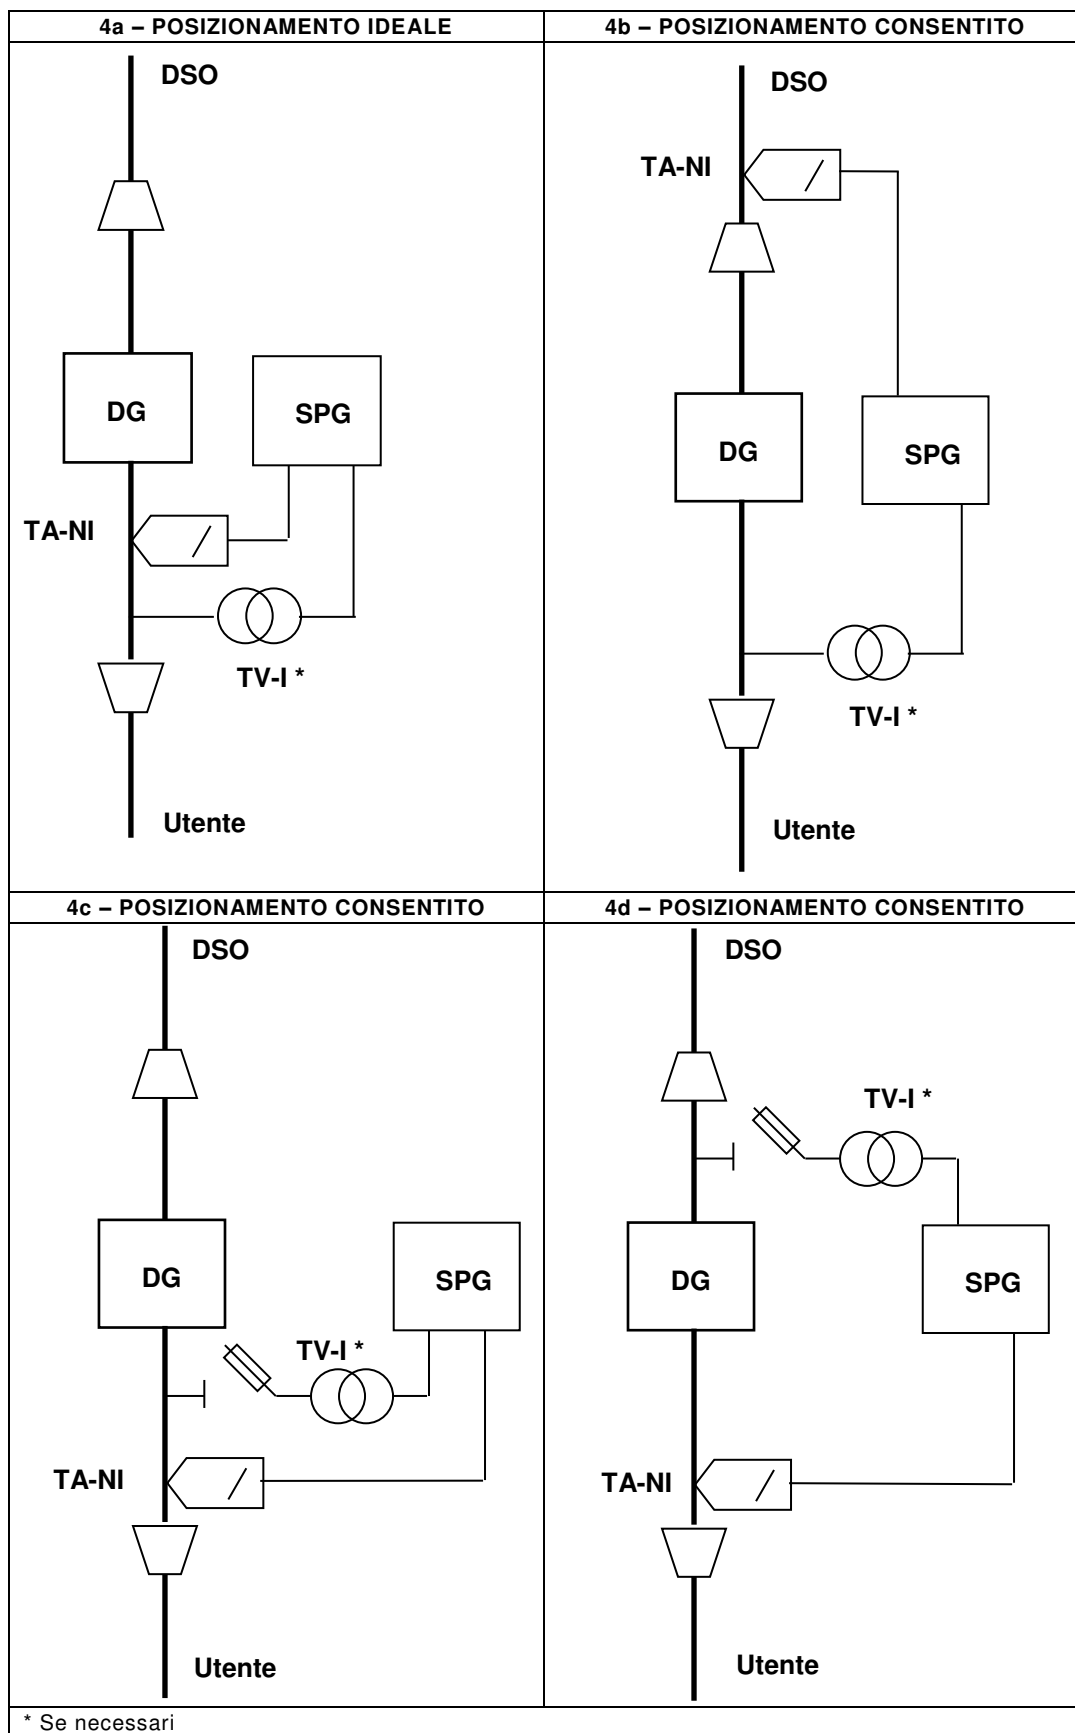 4a – POSIZIONAMENTO IDEALE
DSO
DG
SPG
TA-NI
TV-I *
Utente
4b – POSIZIONAMENTO CONSENTITO
DSO
TA-NI
DG
SPG
TV-I *
Utente
4c – POSIZIONAMENTO CONSENTITO
DSO
DG
SPG
TV-I *
TA-NI
Utente
4d – POSIZIONAMENTO CONSENTITO
DSO
TV-I *
DG
SPG
TA-NI
Utente
* Se necessari